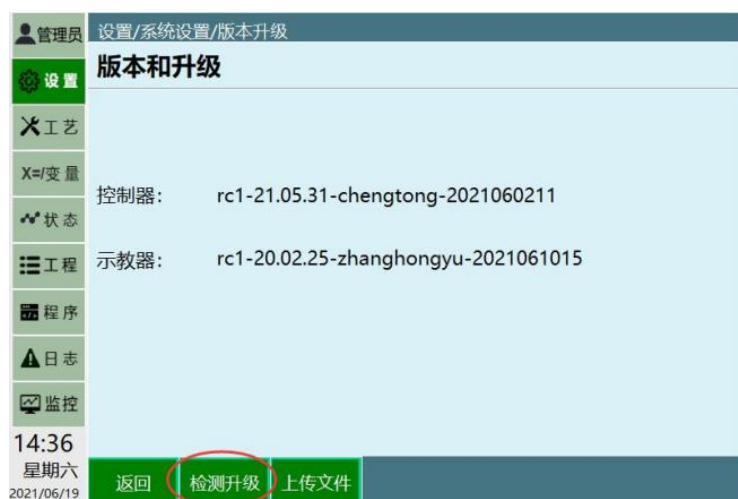 管理员
设置/系统设置/版本升级
版本和升级
设置
工艺
X=/变量
控制器： rc1-21.05.31-chengtong-2021060211
状态
示教器： rc1-20.02.25-zhanghongyu-2021061015
工程
程序
日志
监控
14:36
星期六
2021/06/19
返回 检测升级 上传文件